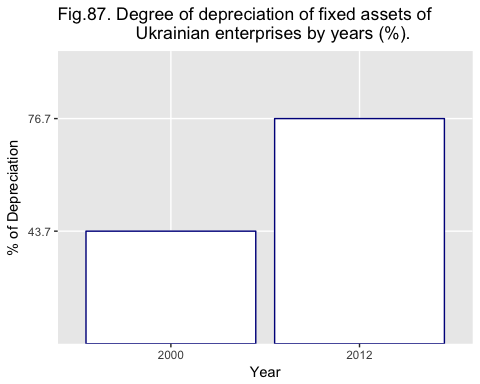 Fig.87. Degree of depreciation of fixed assets of
Ukrainian enterprises by years (%).
76.7
43.7
% of Depreciation
2000
2012
Year